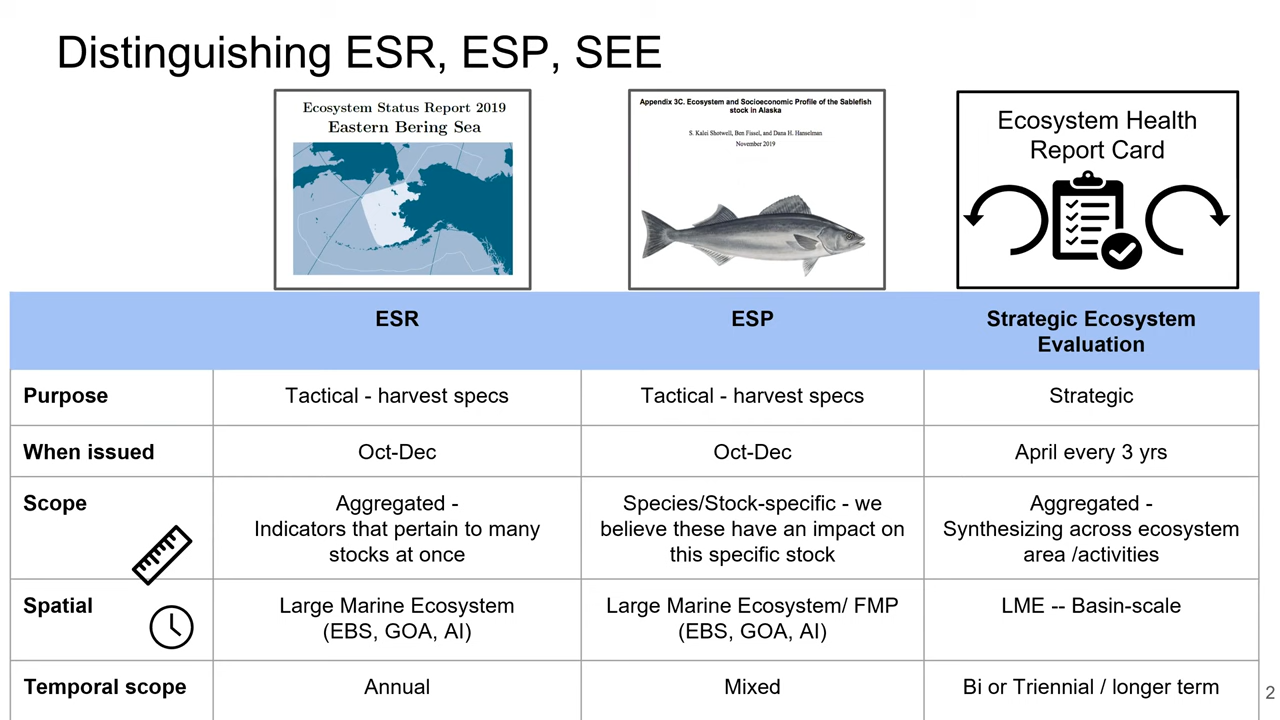 Distinguishing ESR, ESP, SEE
Ecosystem Status Report 2019
Eastern Bering Sea
Appendix 3C. Ecosystem and Socioeconomic Profile of the Sablefish
stock in Alaska
S. Kalei Shotwell, Ben Fissel, and Dana H. Hanselman
November 2019
Ecosystem Health
Report Card
ESR
ESP
Strategic Ecosystem
Evaluation
Purpose
Tactical - harvest specs
Tactical - harvest specs
Strategic
When issued
Oct-Dec
Oct-Dec
April every 3 yrs
Scope
Aggregated -
Indicators that pertain to many
stocks at once
Species/Stock-specific - we
believe these have an impact on
this specific stock
Aggregated -
Synthesizing across ecosystem
area /activities
Spatial
Large Marine Ecosystem
(EBS, GOA, AI)
Large Marine Ecosystem/ FMP
(EBS, GOA, AI)
LME -- Basin-scale
Temporal scope
Annual
Mixed
Bi or Triennial / longer term
2